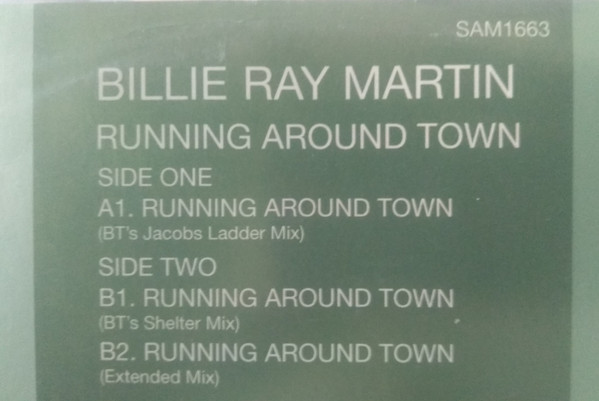 SAM1663
BILLIE RAY MARTIN
RUNNING AROUND TOWN
SIDE ONE
A1. RUNNING AROUND TOWN
(BT's Jacobs Ladder Mix)
SIDE TWO
B1. RUNNING AROUND TOWN
(BT's Shelter Mix)
B2. RUNNING AROUND TOWN
(Extended Mix)